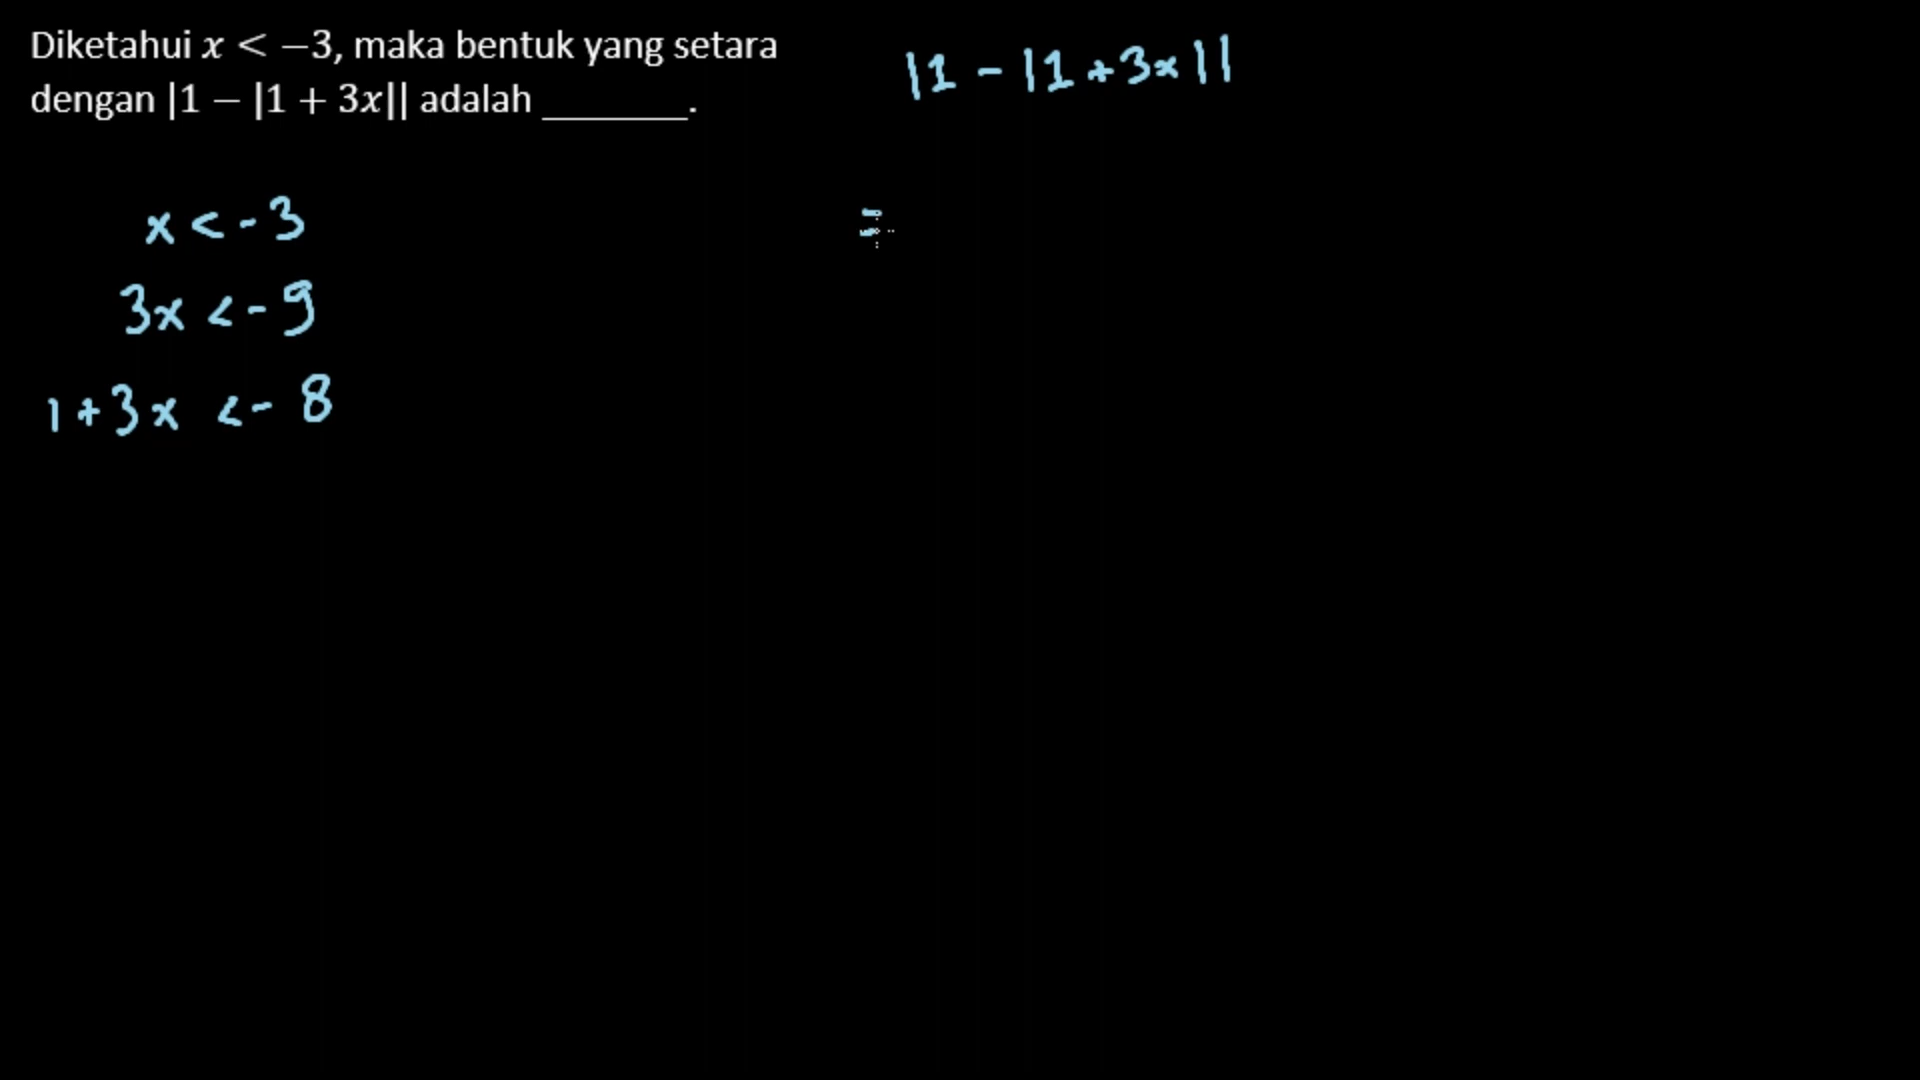 Diketahui x < −3, maka bentuk yang setara
dengan |1 − |1 + 3x|| adalah _______.
|1 - |1 + 3x||
x < - 3
=
3x < - 9
1 + 3x < - 8